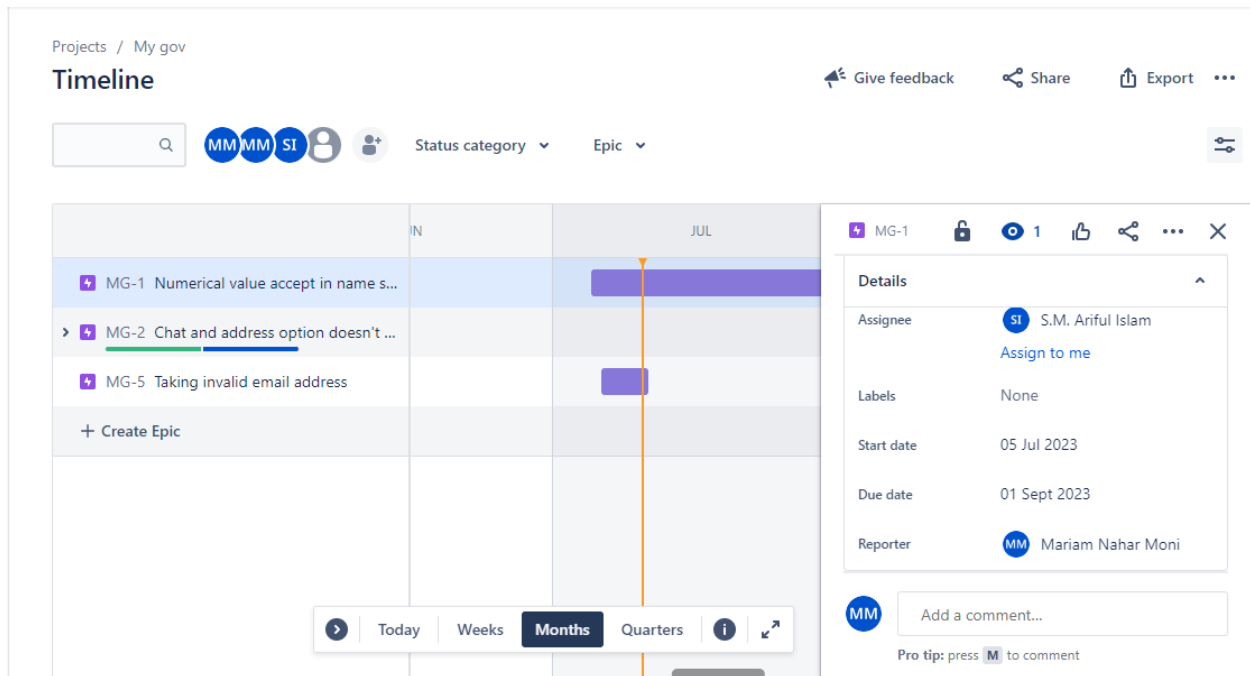 Projects / My gov
Timeline
Give feedback
Share
Export
MM MM SI
Status category
Epic
JUL
MG-1 Numerical value accept in name s...
MG-2 Chat and address option doesn't ...
MG-5 Taking invalid email address
+ Create Epic
Today
Weeks
Months
Quarters
MG-1
1
Details
Assignee
SI S.M. Ariful Islam
Assign to me
Labels
None
Start date
05 Jul 2023
Due date
01 Sept 2023
Reporter
MM Mariam Nahar Moni
MM
Add a comment...
Pro tip: press M to comment